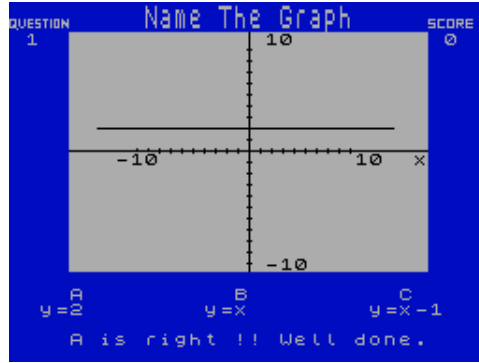 Name The Graph
QUESTION SCORE
1 0
10
-10 10 x
-10
A B C
y=2 y=x y=x-1
A is right !! Well done.